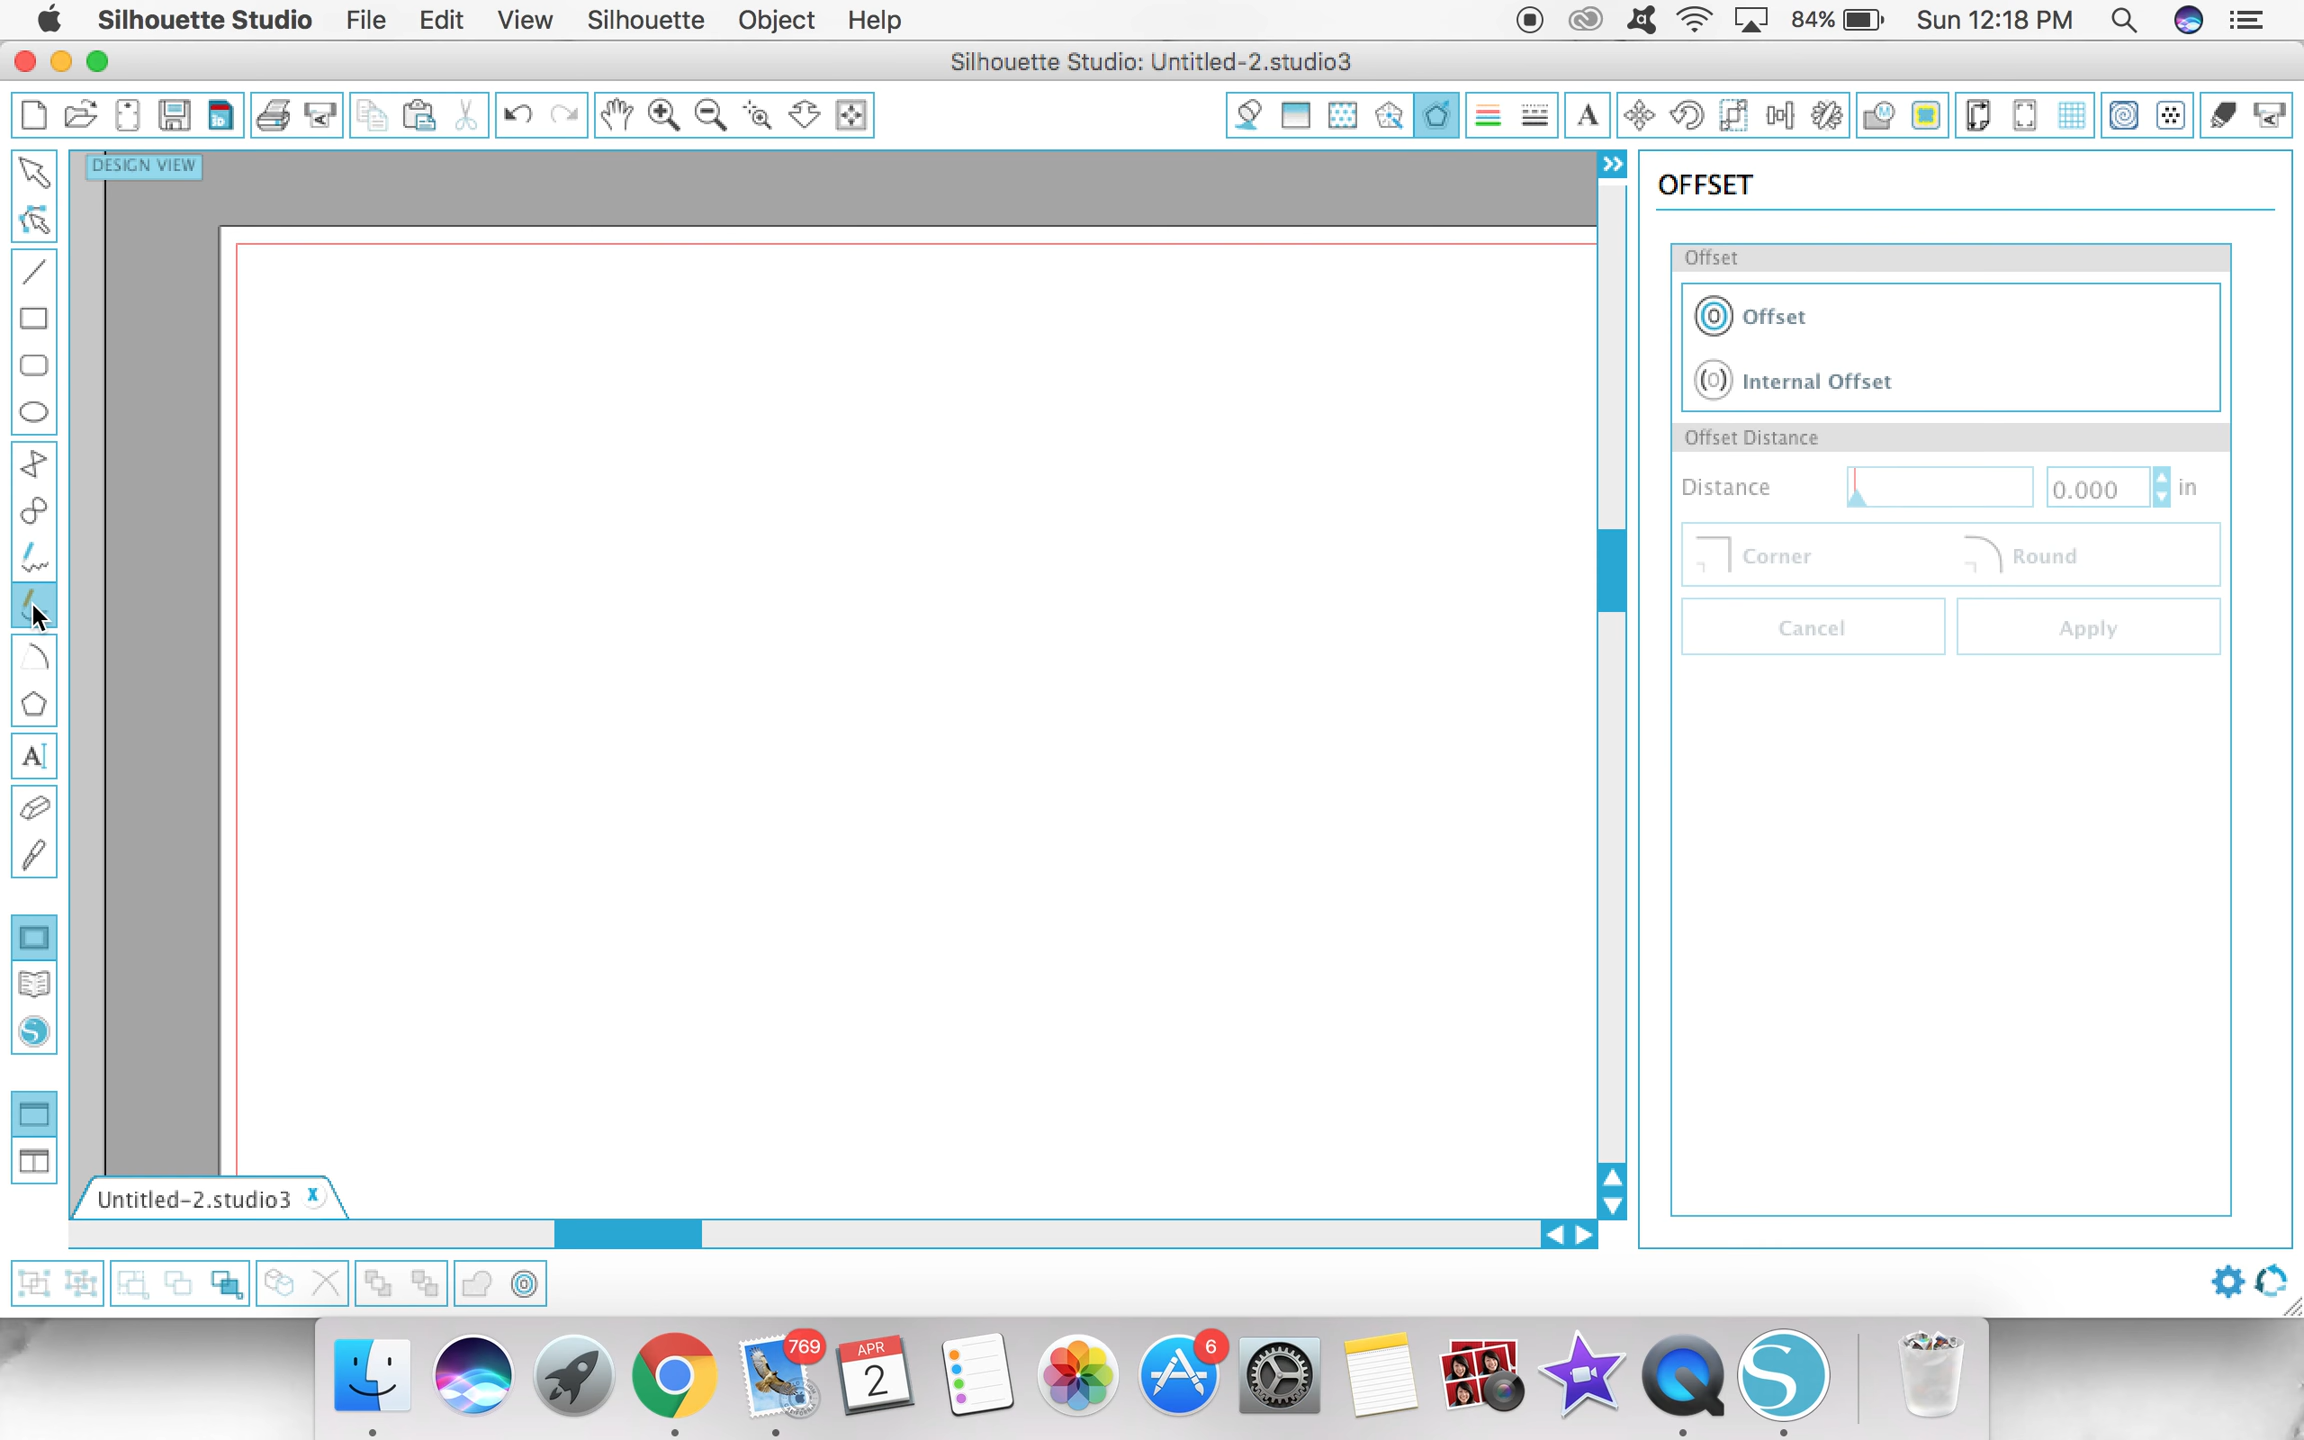 Silhouette Studio File Edit View Silhouette Object Help 84% Sun 12:18 PM
Silhouette Studio: Untitled-2.studio3
3D
A
M
DESIGN VIEW
OFFSET
Offset
Offset
Internal Offset
Offset Distance
Distance 0.000 in
Corner Round
Cancel Apply
A
Untitled-2.studio3 X
769
APR
2
6